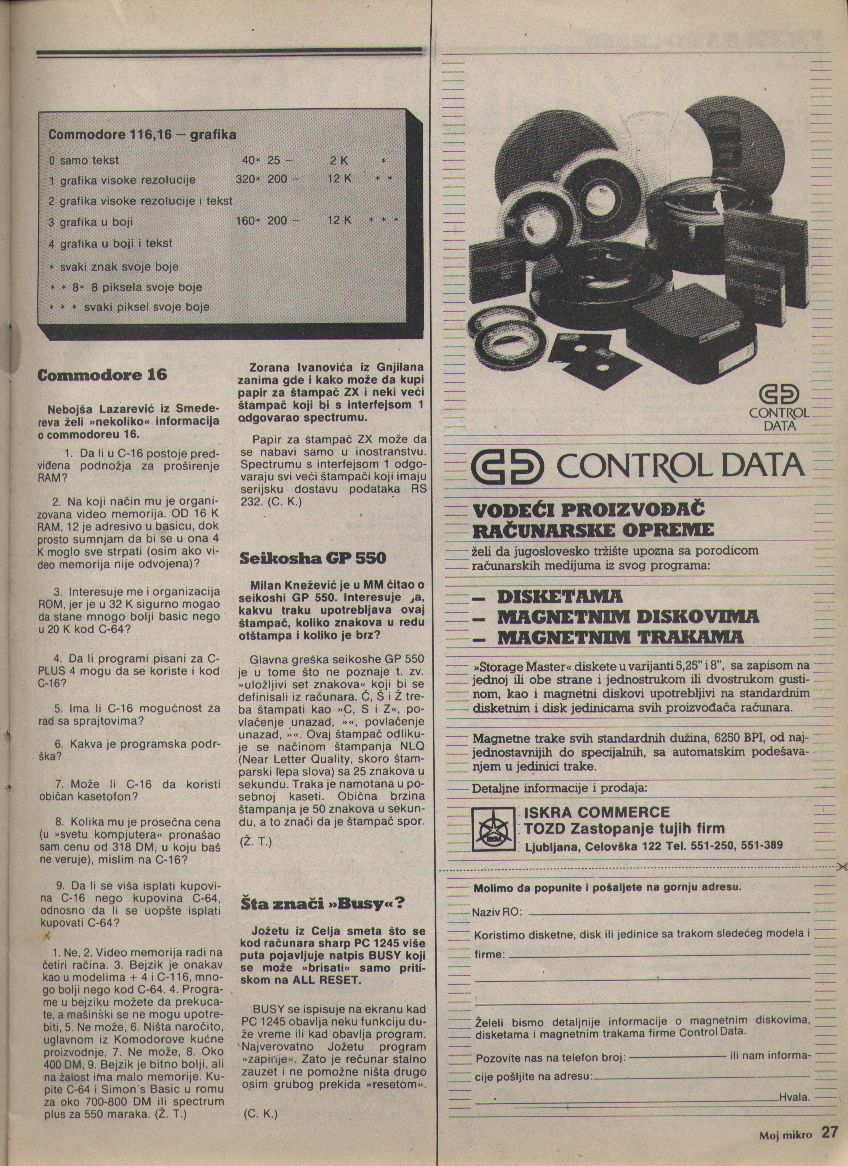 Commodore 116,16 — grafika
0 samo tekst 40* 25 — 2 K *
1 grafika visoke rezolucije 320* 200 — 12 K * *
2 grafika visoke rezolucije i tekst
3 grafika u boji 160* 200 — 12 K * * *
4 grafika u boji i tekst
* svaki znak svoje boje
* * 8* 8 piksela svoje boje
* * * svaki piksel svoje boje
Commodore 16
Nebojša Lazarević iz Smede-
reva želi »nekoliko« informacija
o commodoreu 16.
1. Da li u C-16 postoje pred-
viđena podnožja za proširenje
RAM?
2. Na koji način mu je organi-
zovana video memorija. OD 16 K
RAM, 12 je adresivo u basicu, dok
prosto sumnjam da bi se u ona 4
K moglo sve strpati (osim ako vi-
deo memorija nije odvojena)?
3. Interesuje me i organizacija
ROM, jer je u 32 K sigurno mogao
da stane mnogo bolji basic nego
u 20 K kod C-64?
4. Da li programi pisani za C-
PLUS 4 mogu da se koriste i kod
C-16?
5. Ima li C-16 mogućnost za
rad sa sprajtovima?
6. Kakva je programska podr-
ška?
7. Može li C-16 da koristi
običan kasetofon?
8. Kolika mu je prosečna cena
(u »svetu kompjutera« pronašao
sam cenu od 318 DM, u koju baš
ne veruje), mislim na C-16?
9. Da li se viša isplati kupovi-
na C-16 nego kupovina C-64,
odnosno da li se uopšte isplati
kupovati C-64?
1. Ne, 2. Video memorija radi na
četiri račina. 3. Bejzik je onakav
kao u modelima + 4 i C-116, mno-
go bolji nego kod C-64. 4. Progra-
me u bejziku možete da prekuca-
te, a mašinski se ne mogu upotre-
biti, 5. Ne može, 6. Ništa naročito,
uglavnom iz Komodorove kućne
proizvodnje, 7. Ne može, 8. Oko
400 DM, 9. Bejzik je bitno bolji, ali
na žalost ima malo memorije. Ku-
pite C-64 i Simon's Basic u romu
za oko 700-800 DM ili spectrum
plus za 550 maraka. (Ž. T.)
Zorana Ivanovića iz Gnjilana
zanima gde i kako može da kupi
papir za štampač ZX i neki veći
štampač koji bi s interfejsom 1
odgovarao spectrumu.
Papir za štampač ZX može da
se nabavi samo u inostranstvu.
Spectrumu s interfejsom 1 odgo-
varaju svi veći štampači koji imaju
serijsku dostavu podataka RS
232. (C. K.)
Seikosha GP 550
Milan Knežević je u MM čitao o
seikoshi GP 550. Interesuje ga,
kakvu traku upotrebljava ovaj
štampač, koliko znakova u redu
otštampa i koliko je brz?
Glavna greška seikoshe GP 550
je u tome što ne poznaje t. zv.
»uložljivi set znakova« koji bi se
definisali iz računara. Č, Š i Ž tre-
ba štampati kao »C, S i Z«, po-
vlačenje unazad, »«, povlačenje
unazad, »«. Ovaj štampač odliku-
je se načinom štampanja NLQ
(Near Letter Quality, skoro štam-
parski lepa slova) sa 25 znakova u
sekundu. Traka je namotana u po-
sebnoj kaseti. Obična brzina
štampanja je 50 znakova u sekun-
du, a to znači da je štampač spor.
(Ž. T.)
Šta znači »Busy«?
Jožetu iz Celja smeta što se
kod računara sharp PC 1245 više
puta pojavljuje natpis BUSY koji
se može »brisati« samo priti-
skom na ALL RESET.
BUSY se ispisuje na ekranu kad
PC 1245 obavlja neku funkciju du-
že vreme ili kad obavlja program.
Najverovatno Jožetu program
»zapinje«. Zato je rečunar stalno
zauzet i ne pomožne ništa drugo
osim grubog prekida »resetom«.
(C. K.)
CONTROL
DATA
CONTROL DATA
VODEĆI PROIZVOĐAČ
RAČUNARSKE OPREME
želi da jugoslovesko tržište upozna sa porodicom
računarskih medijuma iz svog programa:
— DISKETAMA
— MAGNETNIM DISKOVIMA
— MAGNETNIM TRAKAMA
»Storage Master« diskete u varijanti 5,25" i 8", sa zapisom na
jednoj ili obe strane i jednostrukom ili dvostrukom gusti-
nom, kao i magnetni diskovi upotrebljivi na standardnim
disketnim i disk jedinicama svih proizvođača računara.
Magnetne trake svih standardnih dužina, 6250 BPI, od naj-
jednostavnijih do specijalnih, sa automatskim podešava-
njem u jedinici trake.
Detaljne informacije i prodaja:
ISKRA COMMERCE
TOZD Zastopanje tujih firm
Ljubljana, Celovška 122 Tel. 551-250, 551-389
Molimo da popunite i pošaljete na gornju adresu.
Naziv RO:
Koristimo disketne, disk ili jedinice sa trakom sledećeg modela i
firme:
Želeli bismo detaljnije informacije o magnetnim diskovima,
disketama i magnetnim trakama firme Control Data.
Pozovite nas na telefon broj: ili nam informa-
cije pošljite na adresu:
Hvala.
Moj mikro 27